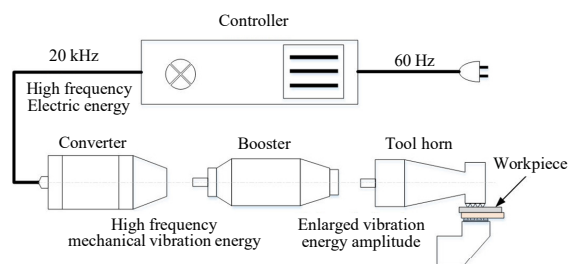 Controller
20 kHz
60 Hz
High frequency
Electric energy
Converter
Booster
Tool horn
Workpiece
High frequency
mechanical vibration energy
Enlarged vibration
energy amplitude